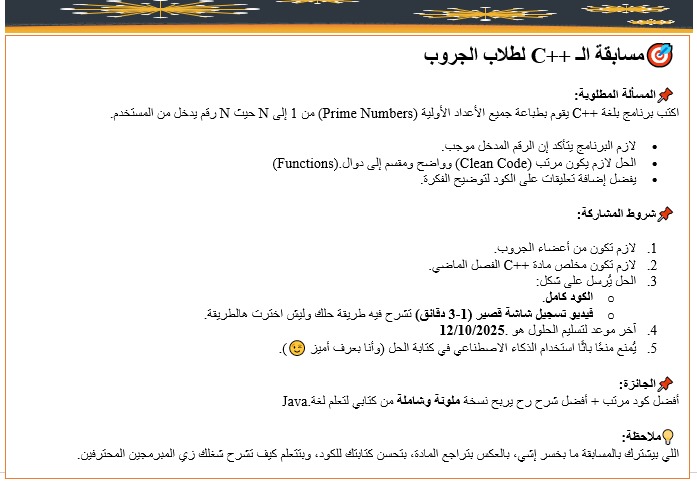 🎯مسابقة الـ C++ لطلاب الجروب
📌المسألة المطلوبة:
اكتب برنامج بلغة C++ يقوم بطباعة جميع الأعداد الأولية (Prime Numbers) من 1 إلى N حيث N رقم يدخل من المستخدم.
• لازم البرنامج يتأكد إن الرقم المدخل موجب.
• الحل لازم يكون مرتب (Clean Code) وواضح ومقسم إلى دوال.(Functions)
• يفضل إضافة تعليقات على الكود لتوضيح الفكرة.
📌شروط المشاركة:
1. لازم تكون من أعضاء الجروب.
2. لازم تكون مخلص مادة C++ الفصل الماضي.
3. الحل يُرسل على شكل:
o الكود كامل.
o فيديو تسجيل شاشة قصير (1-3 دقائق) تشرح فيه طريقة حلك وليش اخترت هالطريقة.
4. آخر موعد لتسليم الحلول هو .12/10/2025
5. يُمنع منعًا باتًا استخدام الذكاء الاصطناعي في كتابة الحل (وأنا بعرف أميز 😉).
📌الجائزة:
أفضل كود مرتب + أفضل شرح رح يربح نسخة ملونة وشاملة من كتابي لتعلم لغة.Java
💡ملاحظة:
اللي بيشترك بالمسابقة ما بخسر إشي، بالعكس بتراجع المادة، بتحسن كتابتك للكود، وبتتعلم كيف تشرح شغلك زي المبرمجين المحترفين.